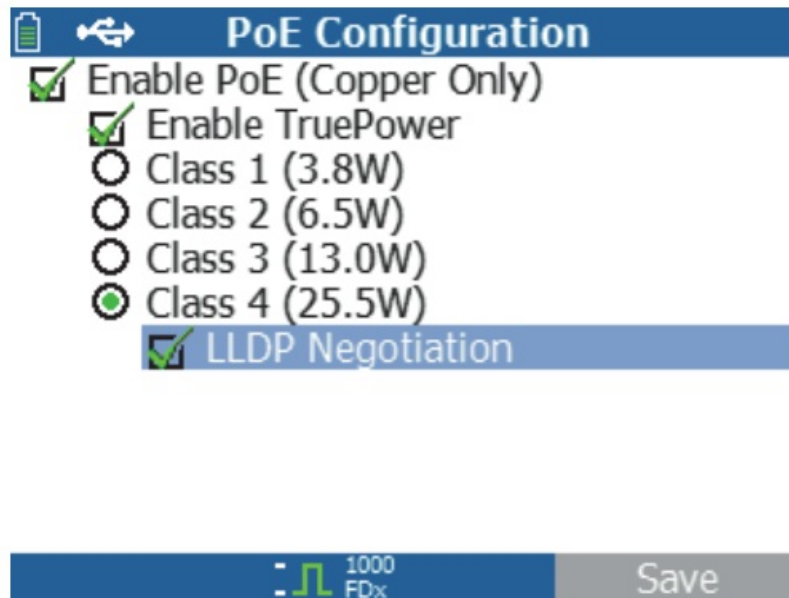 PoE Configuration
Enable PoE (Copper Only)
Enable TruePower
Class 1 (3.8W)
Class 2 (6.5W)
Class 3 (13.0W)
Class 4 (25.5W)
LLDP Negotiation
1000
FDx
Save